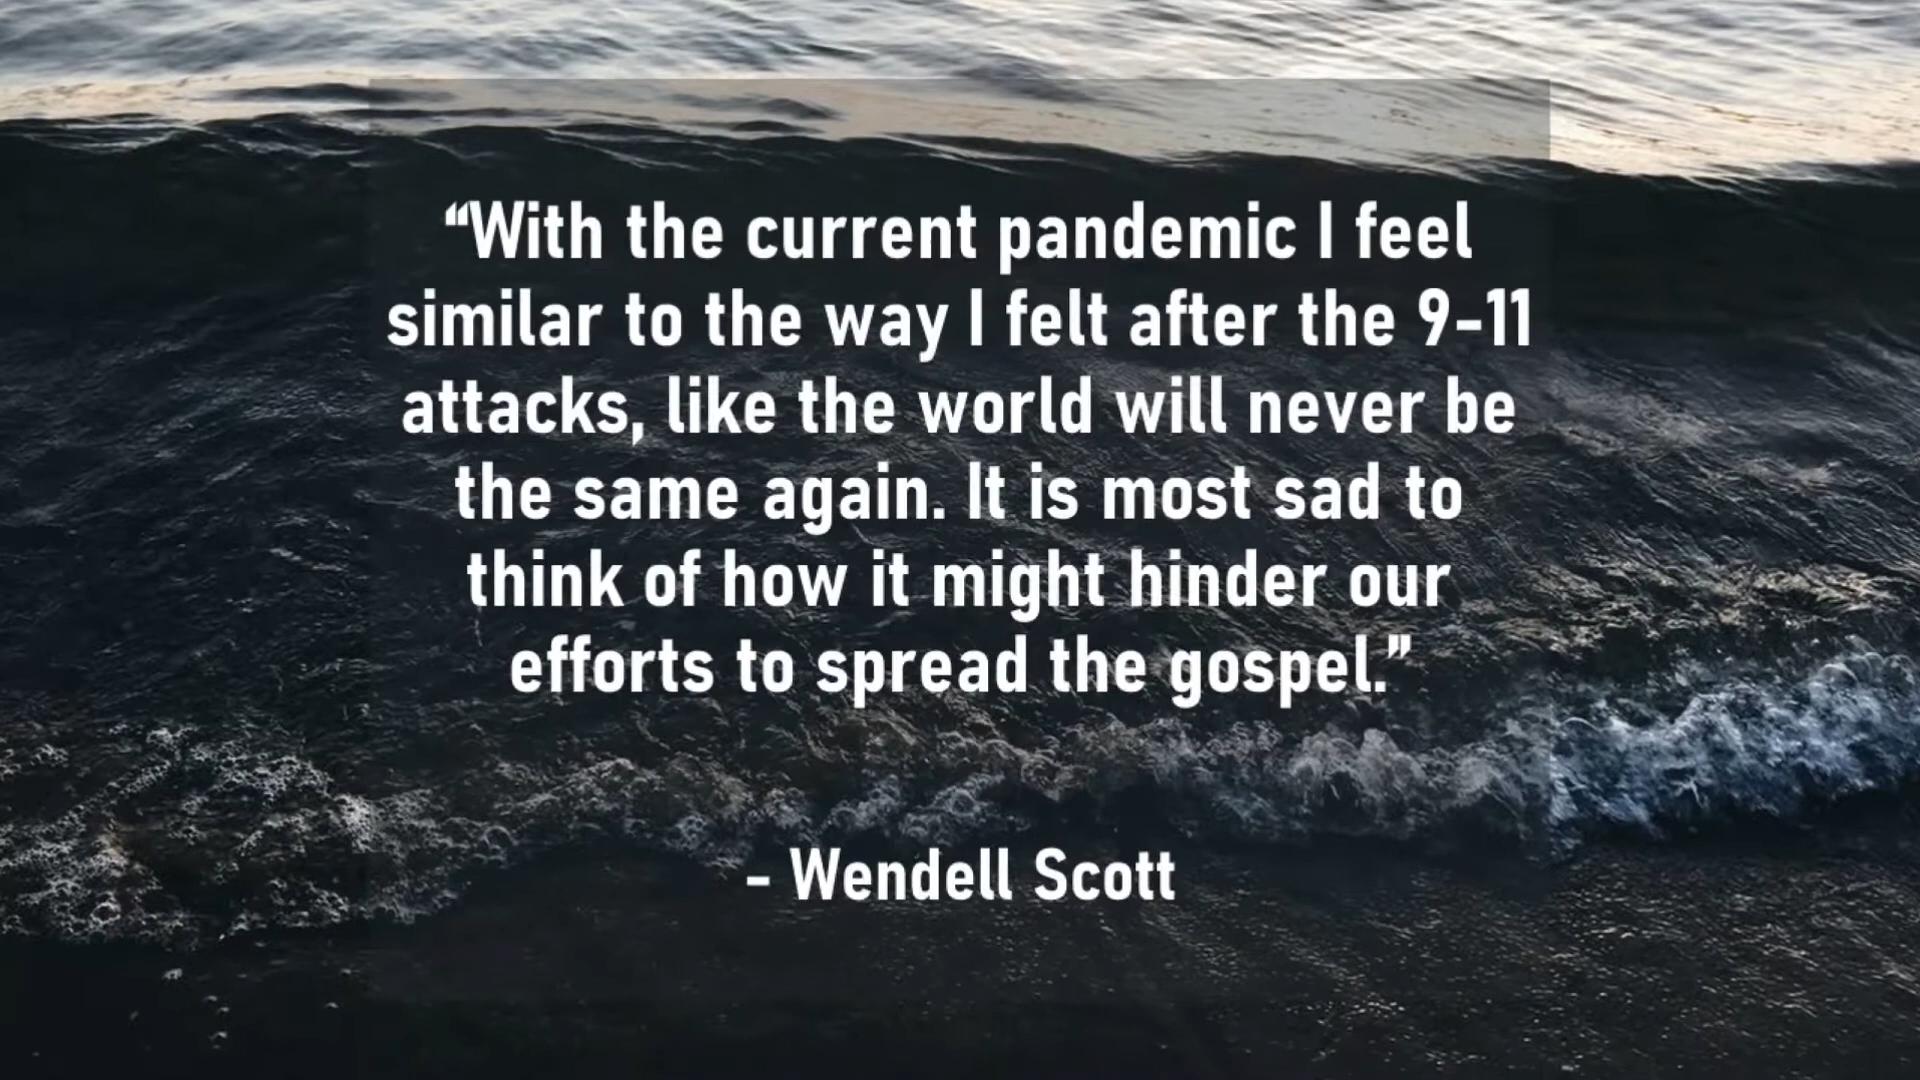 “With the current pandemic I feel
similar to the way I felt after the 9-11
attacks, like the world will never be
the same again. It is most sad to
think of how it might hinder our
efforts to spread the gospel.”
- Wendell Scott